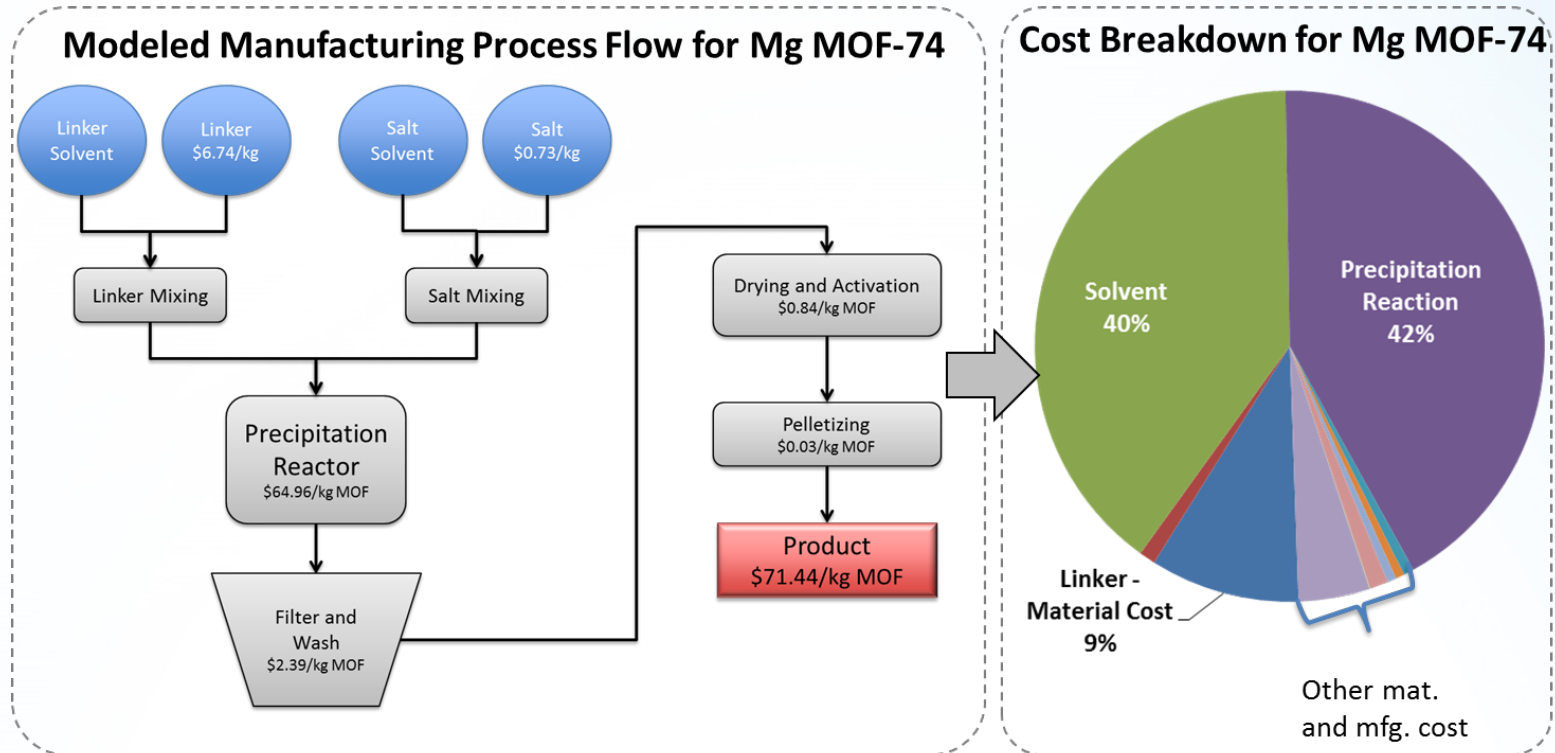 Modeled Manufacturing Process Flow for Mg MOF-74
Linker
Solvent
Linker
$6.74/kg
Salt
Solvent
Salt
$0.73/kg
Linker Mixing
Salt Mixing
Precipitation
Reactor
$64.96/kg MOF
Filter and
Wash
$2.39/kg MOF
Drying and Activation
$0.84/kg MOF
Pelletizing
$0.03/kg MOF
Product
$71.44/kg MOF
Cost Breakdown for Mg MOF-74
Solvent
40%
Precipitation
Reaction
42%
Linker -
Material Cost
9%
Other mat.
and mfg. cost